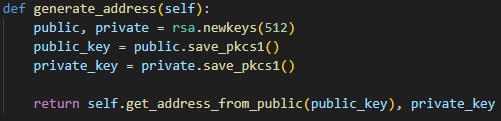 def generate_address(self):
    public, private = rsa.newkeys(512)
    public_key = public.save_pkcs1()
    private_key = private.save_pkcs1()
    return self.get_address_from_public(public_key), private_key